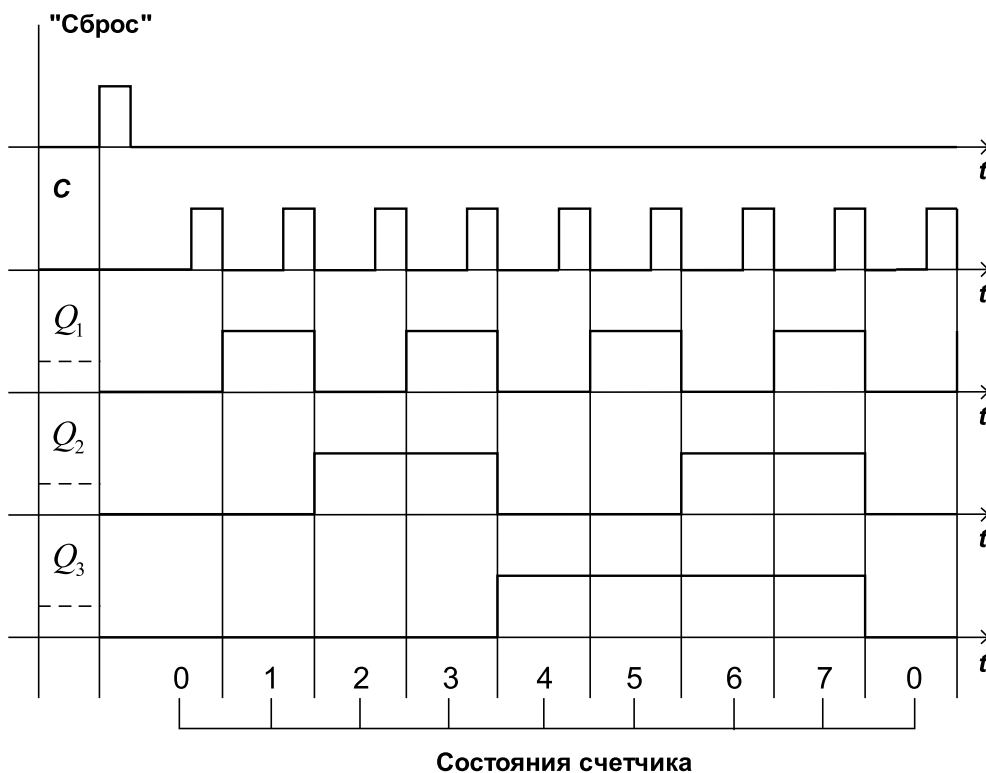 "Сброс"
t
C
t
Q₁
t
Q₂
t
Q₃
t
0 1 2 3 4 5 6 7 0
Состояния счетчика